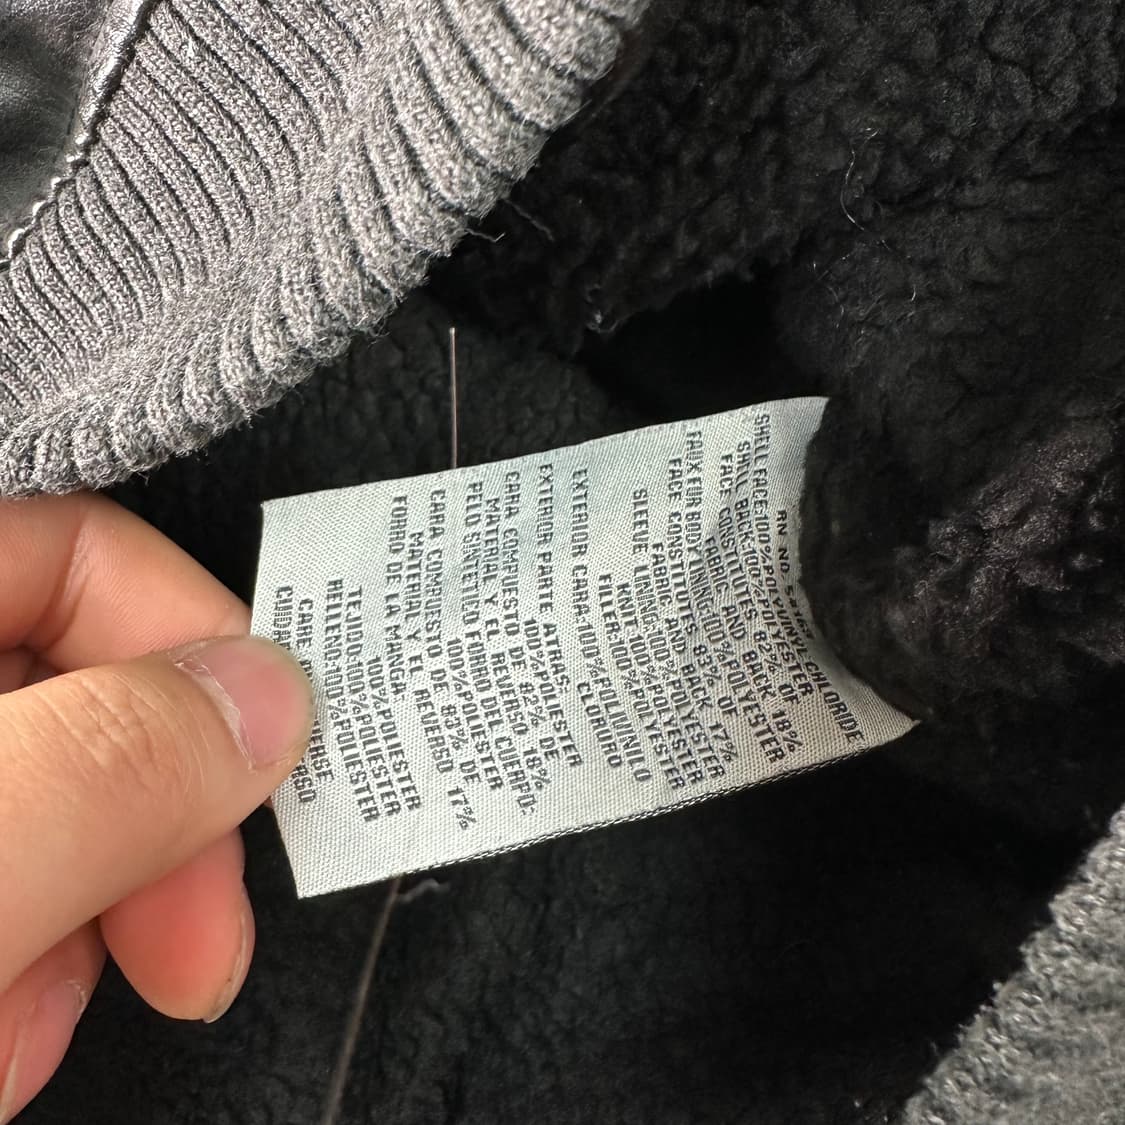 RN NO.
SHELL FACE:100%POLYVINYL CHLORIDE
SHELL BACK:100%POLYESTER
FACE CONSTITUTES 82% OF
FABRIC AND BACK 18%
FAUX FUR BODY LINING:100%POLYESTER
FACE CONSTITUTES 83% OF
FABRIC AND BACK 17%
SLEEVE LINING:100%POLYESTER
KNIT:100%POLYESTER
FILLER:100%POLYESTER
EXTERIOR CARA:100%POLIVINILO
CLORURO
EXTERIOR PARTE ATRAS:
100%POLIESTER
CARA COMPUESTO DE 82% DE
MATERIAL Y EL REVERSO 18%
PELO SINTETICO FORRO DEL CUERPO:
100%POLIESTER
CARA COMPUESTO DE 83% DE
MATERIAL Y EL REVERSO 17%
FORRO DE LA MANGA
100%POLIESTER
TEJIDO:100%POLIESTER
RELLENO:100%POLIESTER
CARE